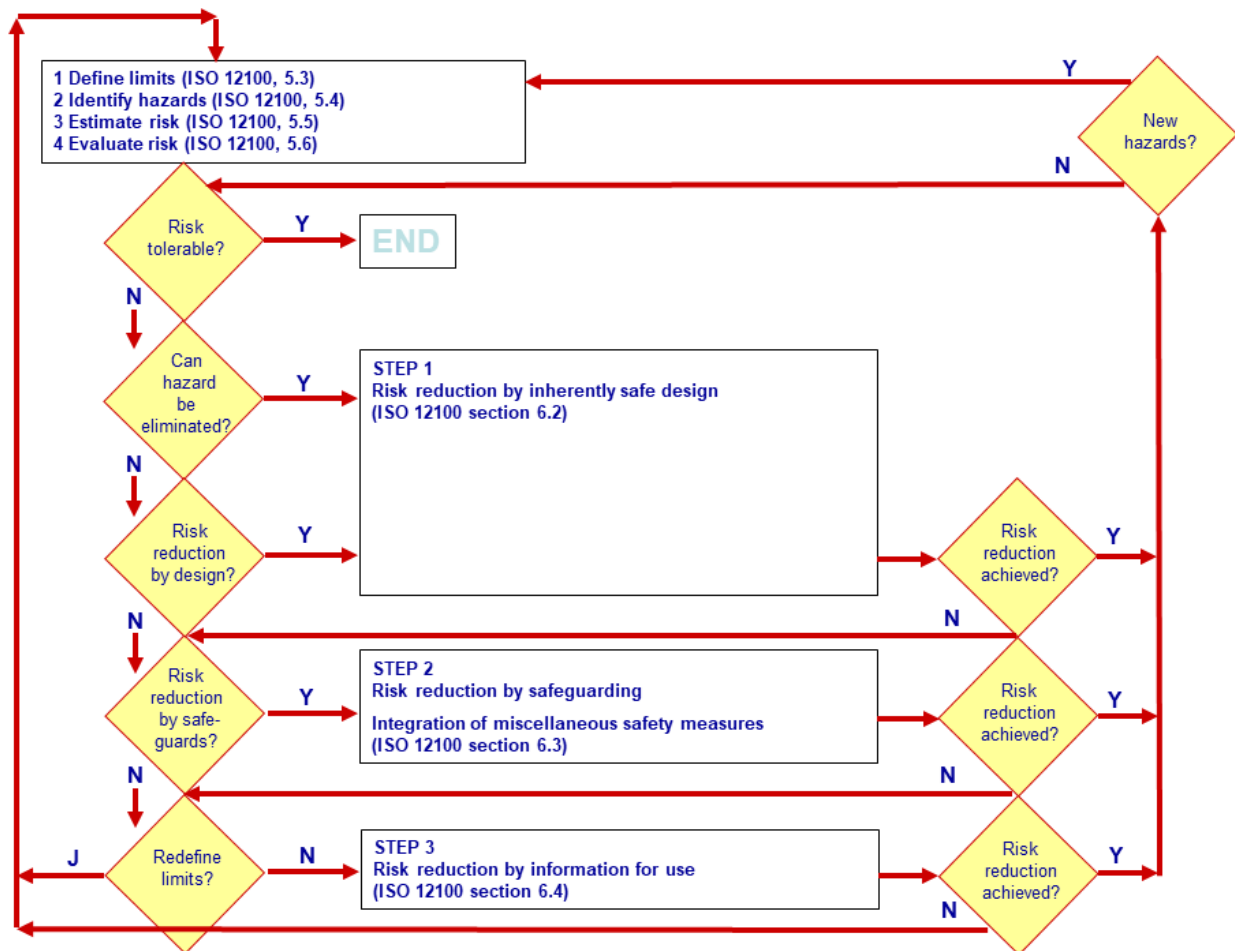 1 Define limits (ISO 12100, 5.3)
2 Identify hazards (ISO 12100, 5.4)
3 Estimate risk (ISO 12100, 5.5)
4 Evaluate risk (ISO 12100, 5.6)
Y
New
hazards?
N
Risk
tolerable?
Y
END
N
Can
hazard
be
eliminated?
Y
STEP 1
Risk reduction by inherently safe design
(ISO 12100 section 6.2)
N
Risk
reduction
by design?
Y
Risk
reduction
achieved?
Y
N
N
Risk
reduction
by safe-
guards?
Y
STEP 2
Risk reduction by safeguarding
Integration of miscellaneous safety measures
(ISO 12100 section 6.3)
Risk
reduction
achieved?
Y
N
N
J
Redefine
limits?
N
STEP 3
Risk reduction by information for use
(ISO 12100 section 6.4)
Risk
reduction
achieved?
Y
N